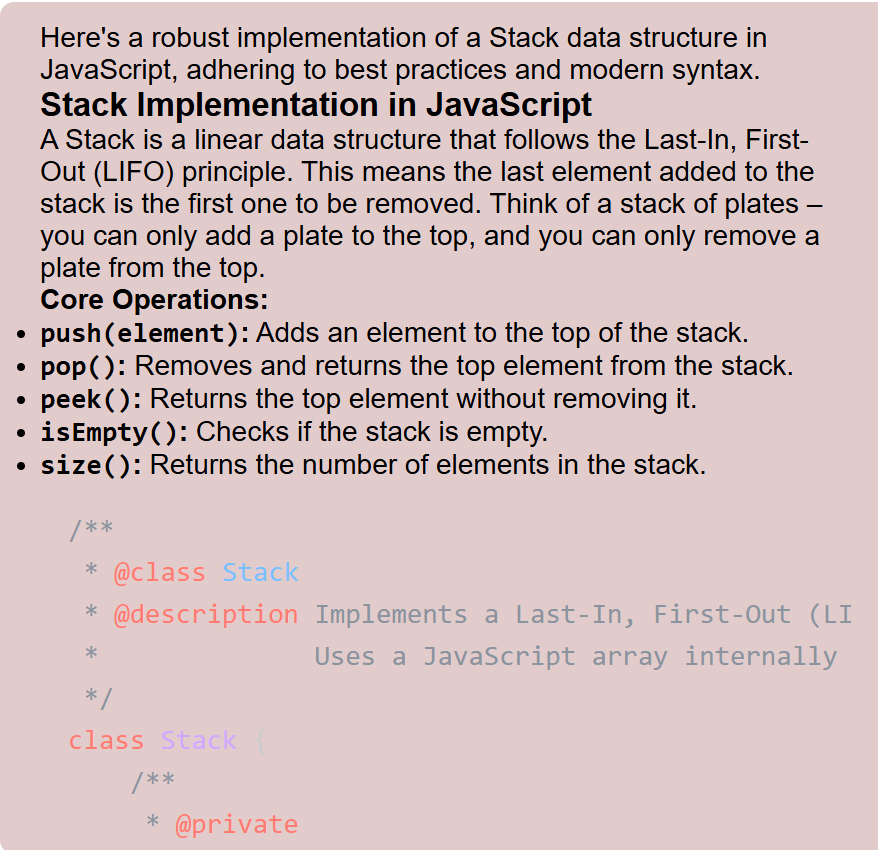 Here's a robust implementation of a Stack data structure in
JavaScript, adhering to best practices and modern syntax.
Stack Implementation in JavaScript
A Stack is a linear data structure that follows the Last-In, First-
Out (LIFO) principle. This means the last element added to the
stack is the first one to be removed. Think of a stack of plates –
you can only add a plate to the top, and you can only remove a
plate from the top.
Core Operations:
• push(element): Adds an element to the top of the stack.
• pop(): Removes and returns the top element from the stack.
• peek(): Returns the top element without removing it.
• isEmpty(): Checks if the stack is empty.
• size(): Returns the number of elements in the stack.
/**
 * @class Stack
 * @description Implements a Last-In, First-Out (LI
 *              Uses a JavaScript array internally
 */
class Stack {
    /**
     * @private